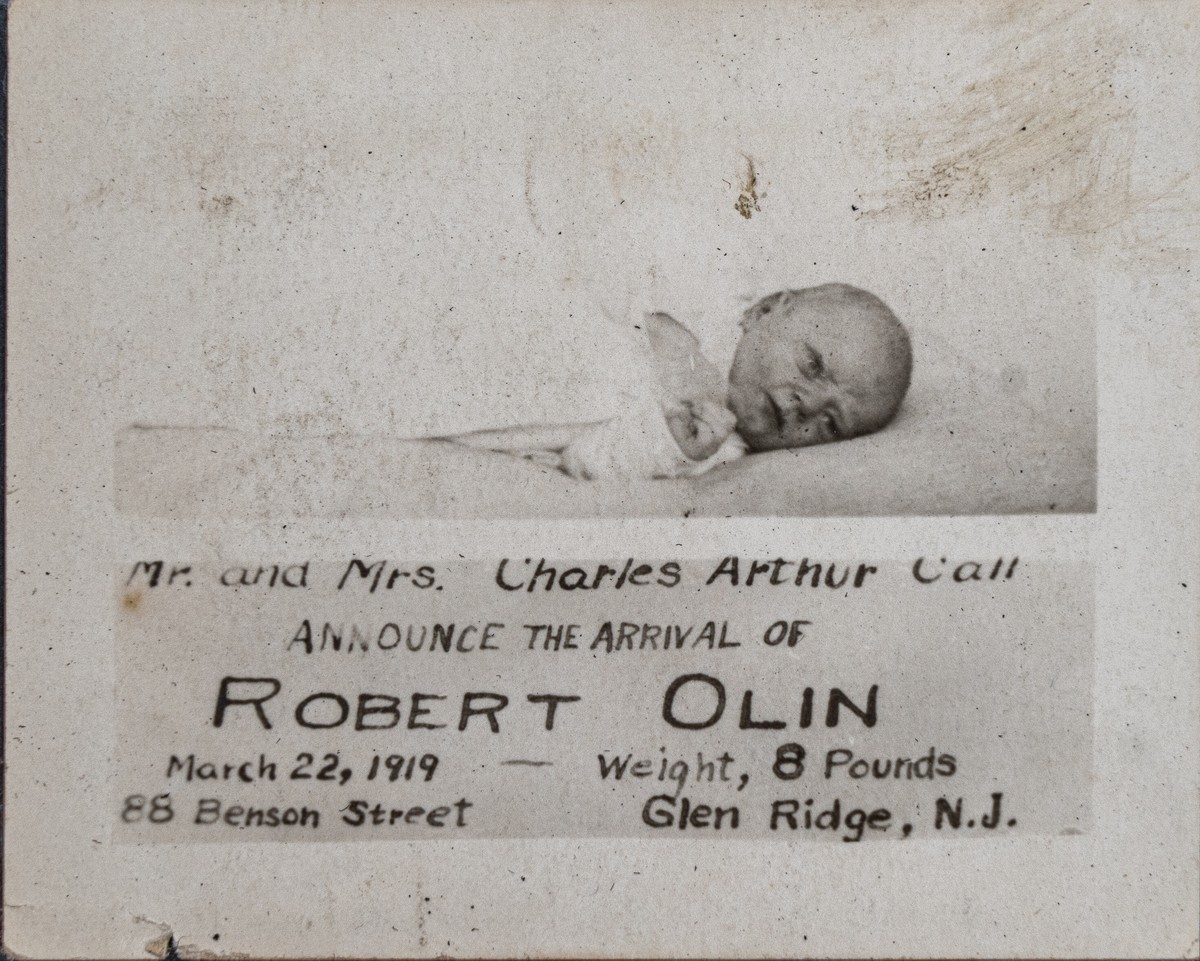 Mr. and Mrs. Charles Arthur Call
ANNOUNCE THE ARRIVAL OF
ROBERT OLIN
March 22, 1919 — Weight, 8 Pounds
88 Benson Street Glen Ridge, N.J.